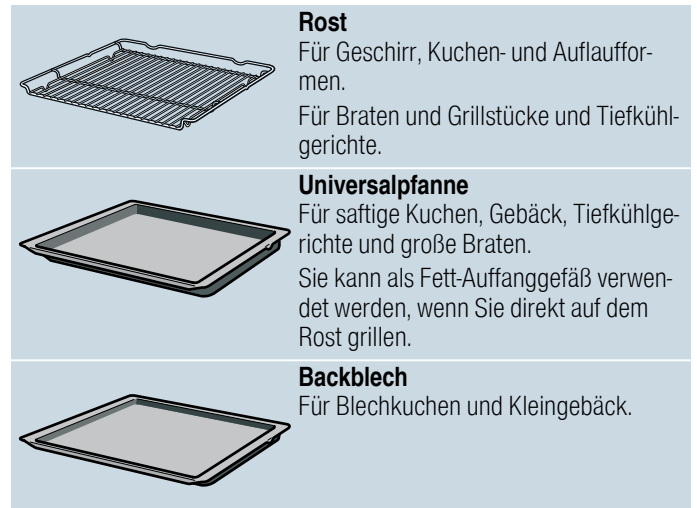 Rost
Für Geschirr, Kuchen- und Auflauffor-
men.
Für Braten und Grillstücke und Tiefkühl-
gerichte.
Universalpfanne
Für saftige Kuchen, Gebäck, Tiefkühlge-
richte und große Braten.
Sie kann als Fett-Auffanggefäß verwen-
det werden, wenn Sie direkt auf dem
Rost grillen.
Backblech
Für Blechkuchen und Kleingebäck.